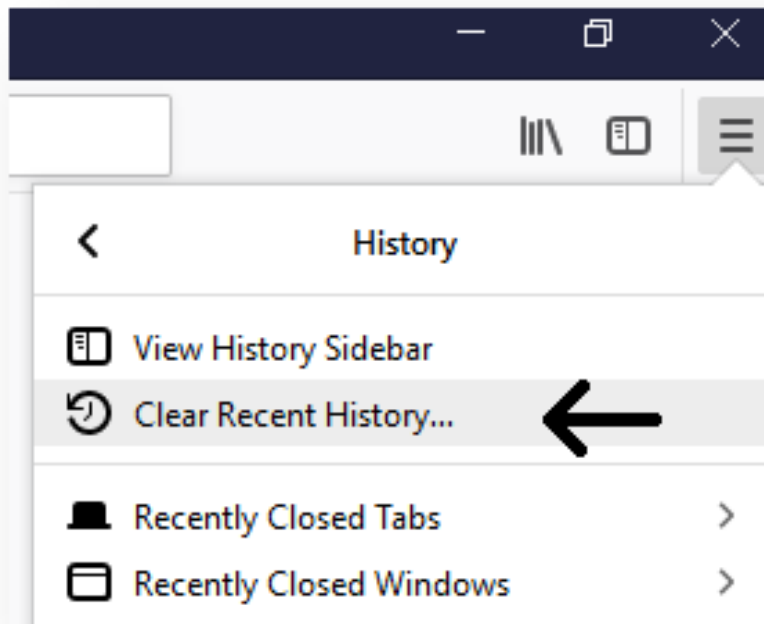 History
View History Sidebar
Clear Recent History...
Recently Closed Tabs
Recently Closed Windows